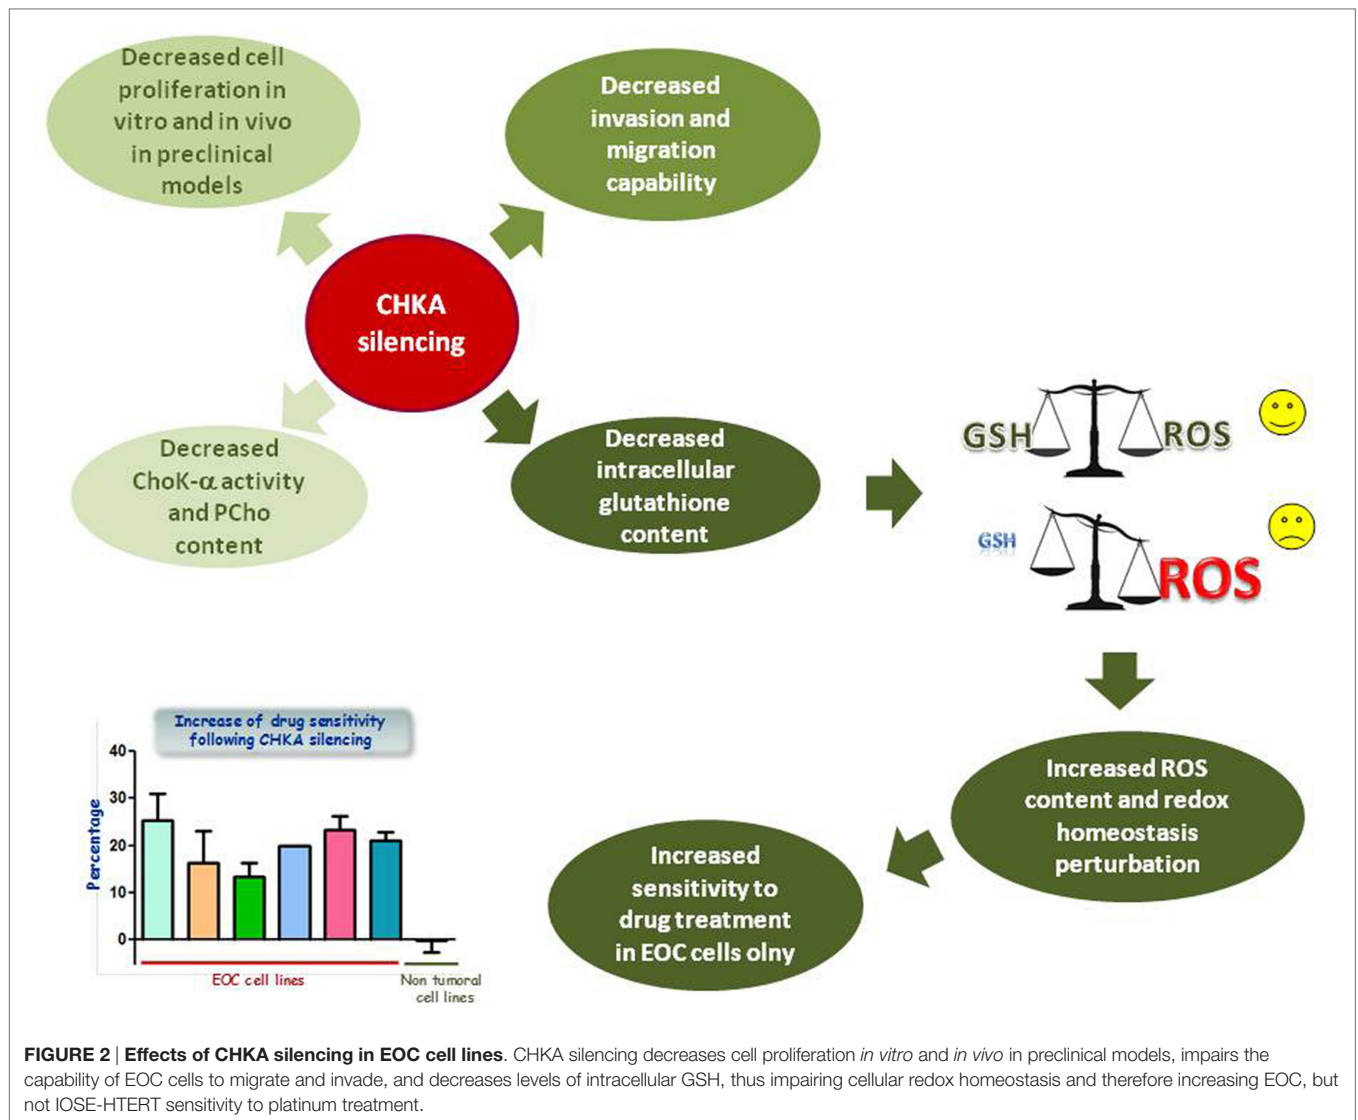 Decreased cell
proliferation in
vitro and in vivo
in preclinical
models
Decreased
invasion and
migration
capability
CHKA
silencing
Decreased
ChoK-α activity
and PCho
content
Decreased
intracellular
glutathione
content
GSH
ROS
GSH
ROS
Increased ROS
content and redox
homeostasis
perturbation
Increased
sensitivity to
drug treatment
in EOC cells olny
Increase of drug sensitivity
following CHKA silencing
Percentage
40
30
20
10
0
EOC cell lines
Non tumoral
cell lines
FIGURE 2 | Effects of CHKA silencing in EOC cell lines. CHKA silencing decreases cell proliferation in vitro and in vivo in preclinical models, impairs the
capability of EOC cells to migrate and invade, and decreases levels of intracellular GSH, thus impairing cellular redox homeostasis and therefore increasing EOC, but
not IOSE-HTERT sensitivity to platinum treatment.